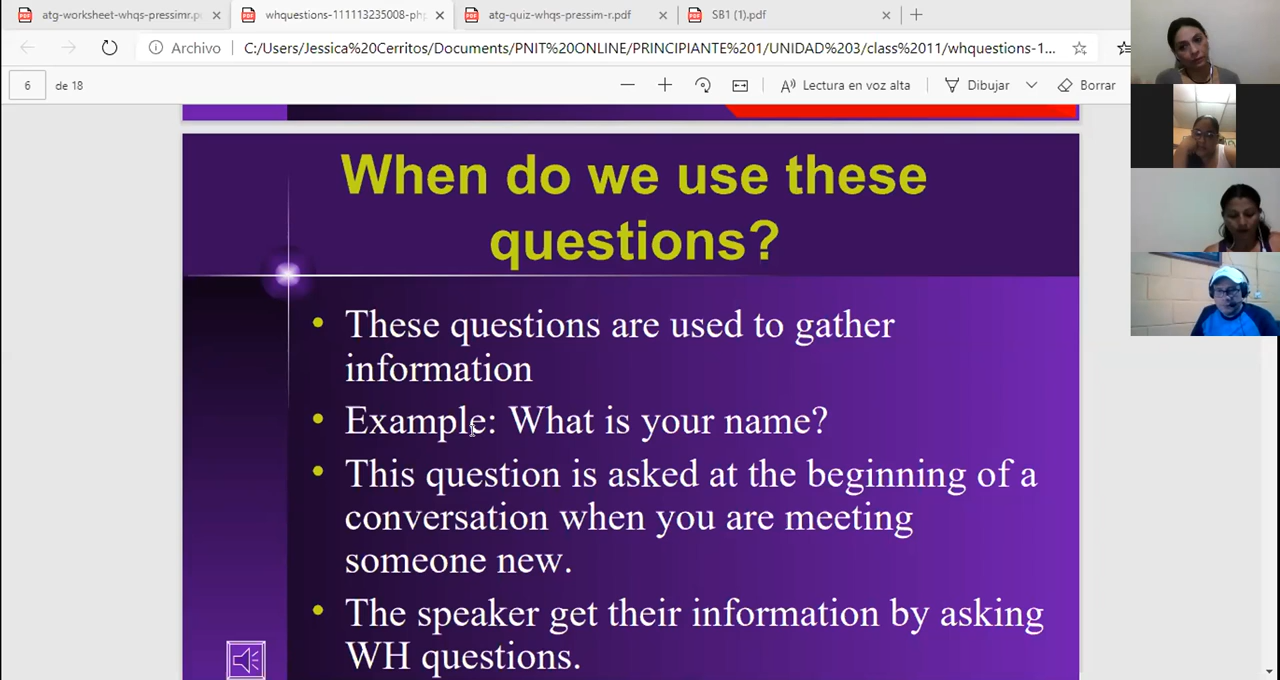 atg-worksheet-whqs-pressimr.p
whquestions-111113235008-php
atg-quiz-whqs-pressim-r.pdf
SB1 (1).pdf
Archivo
C:/Users/Jessica%20Cerritos/Documents/PNIT%20ONLINE/PRINCIPIANTE%201/UNIDAD%203/class%2011/whquestions-1...
6
de 18
Lectura en voz alta
Dibujar
Borrar
When do we use these
questions?
• These questions are used to gather
information
• Example: What is your name?
• This question is asked at the beginning of a
conversation when you are meeting
someone new.
• The speaker get their information by asking
WH questions.